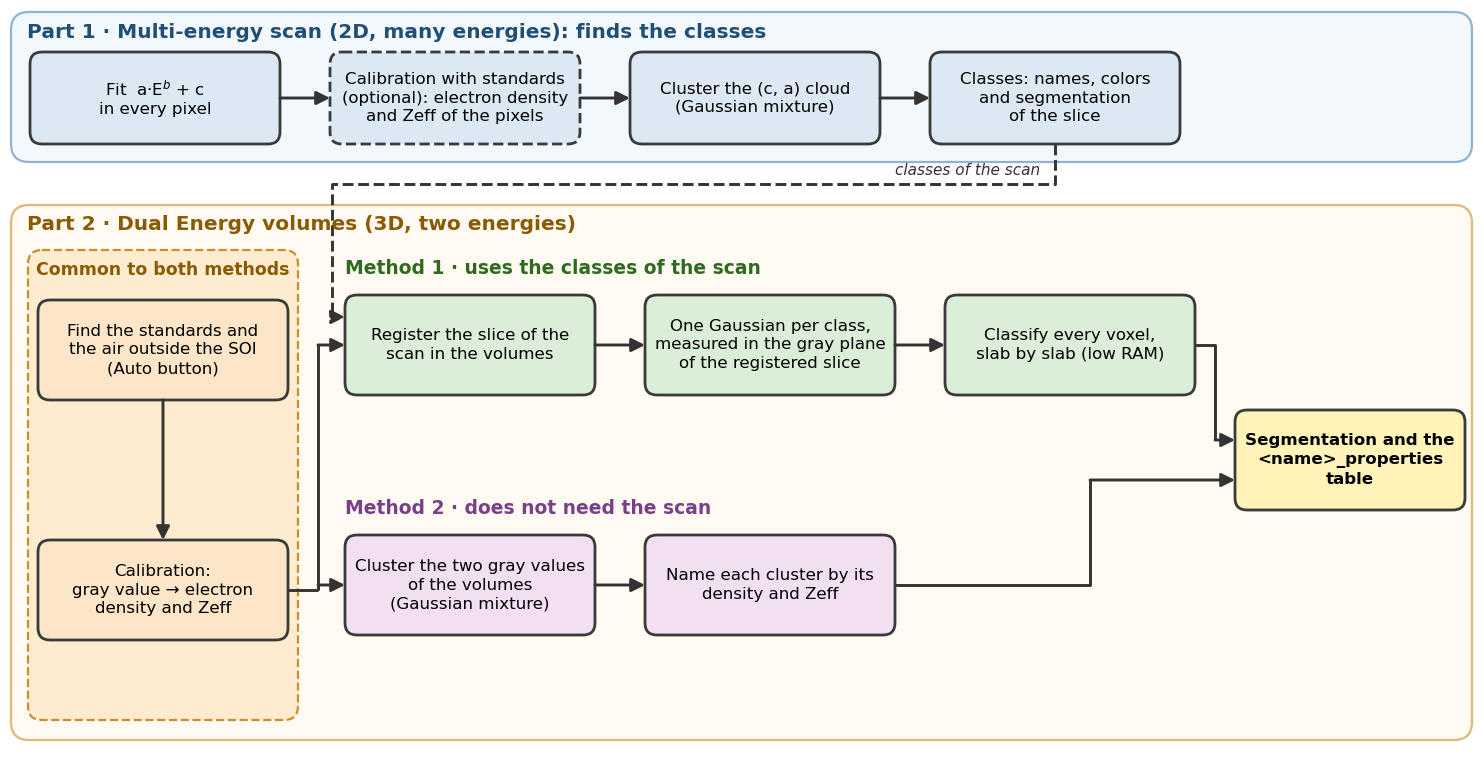 Part 1 · Multi-energy scan (2D, many energies): finds the classes
Fit a·E^b + c
in every pixel
Calibration with standards
(optional): electron density
and Zeff of the pixels
Cluster the (c, a) cloud
(Gaussian mixture)
Classes: names, colors
and segmentation
of the slice
classes of the scan
Part 2 · Dual Energy volumes (3D, two energies)
Common to both methods
Find the standards and
the air outside the SOI
(Auto button)
Calibration:
gray value → electron
density and Zeff
Method 1 · uses the classes of the scan
Register the slice of the
scan in the volumes
One Gaussian per class,
measured in the gray plane
of the registered slice
Classify every voxel,
slab by slab (low RAM)
Method 2 · does not need the scan
Cluster the two gray values
of the volumes
(Gaussian mixture)
Name each cluster by its
density and Zeff
Segmentation and the
<name>_properties
table